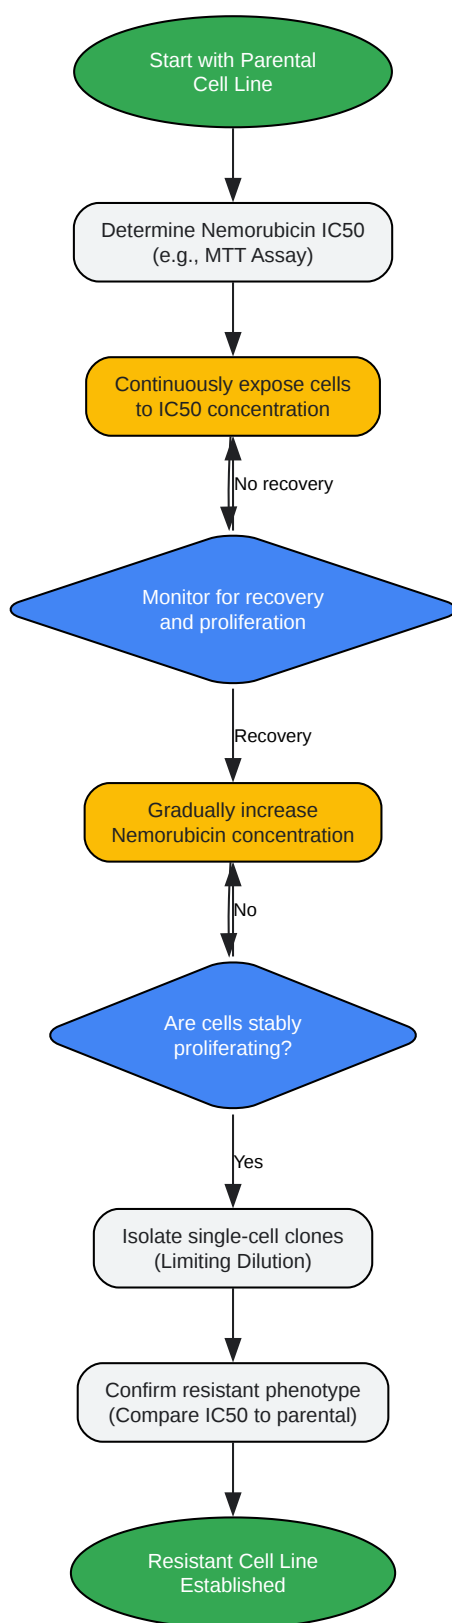 Start with Parental
Cell Line
Determine Nemorubicin IC50
(e.g., MTT Assay)
Continuously expose cells
to IC50 concentration
No recovery
Monitor for recovery
and proliferation
Recovery
Gradually increase
Nemorubicin concentration
No
Are cells stably
proliferating?
Yes
Isolate single-cell clones
(Limiting Dilution)
Confirm resistant phenotype
(Compare IC50 to parental)
Resistant Cell Line
Established